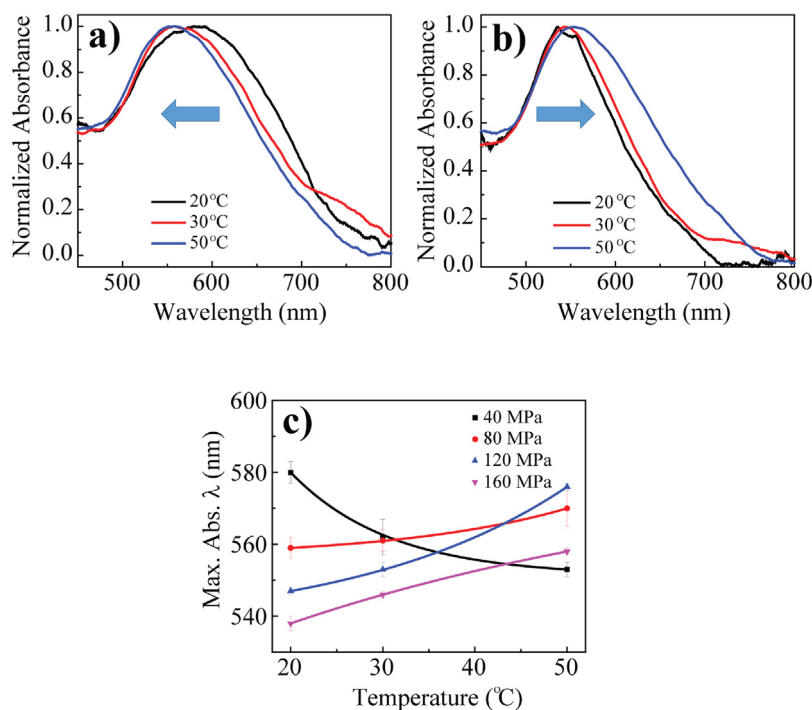 a)
Normalized Absorbance
1.0
0.8
0.6
0.4
0.2
0.0
20°C
30°C
50°C
500
600
700
800
Wavelength (nm)
b)
Normalized Absorbance
1.0
0.8
0.6
0.4
0.2
0.0
20 °C
30 °C
50 °C
500
600
700
800
Wavelength (nm)
c)
Max. Abs. λ (nm)
600
580
560
540
40 MPa
80 MPa
120 MPa
160 MPa
20
30
40
50
Temperature (°C)